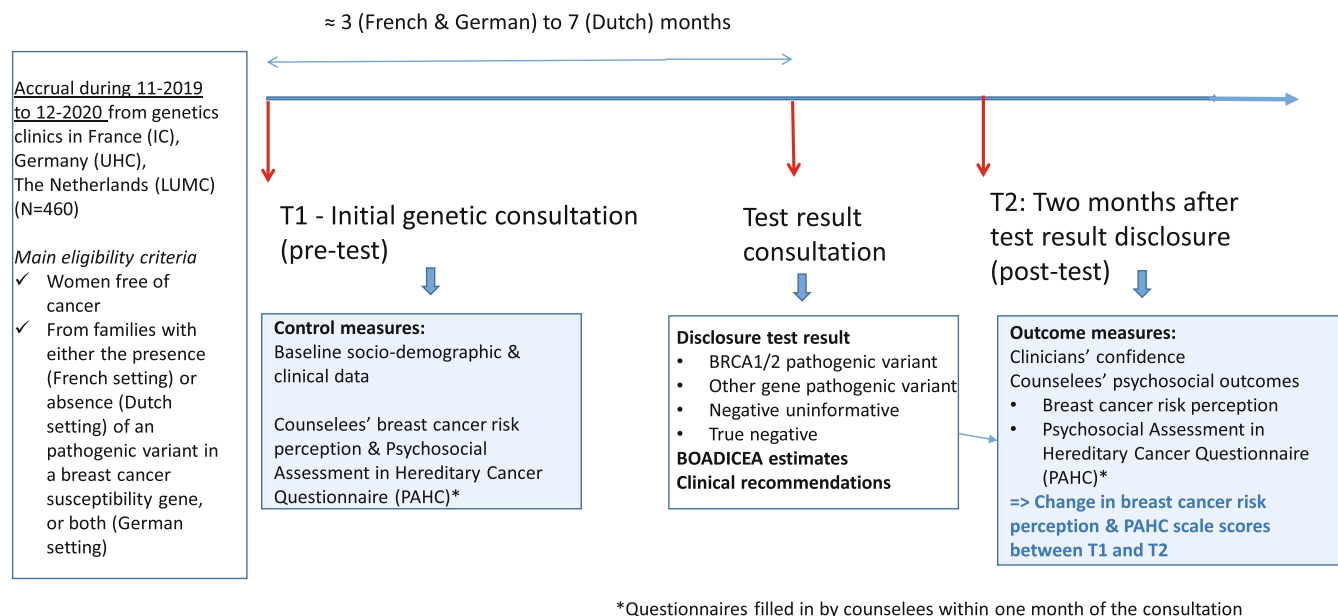 ≈ 3 (French & German) to 7 (Dutch) months
Accrual during 11-2019
to 12-2020 from genetics
clinics in France (IC),
Germany (UHC),
The Netherlands (LUMC)
(N=460)
Main eligibility criteria
✓ Women free of
cancer
✓ From families with
either the presence
(French setting) or
absence (Dutch
setting) of an
pathogenic variant in
a breast cancer
susceptibility gene,
or both (German
setting)
T1 - Initial genetic consultation
(pre-test)
Control measures:
Baseline socio-demographic &
clinical data
Counselees' breast cancer risk
perception & Psychosocial
Assessment in Hereditary Cancer
Questionnaire (PAHC)*
Test result
consultation
Disclosure test result
• BRCA1/2 pathogenic variant
• Other gene pathogenic variant
• Negative uninformative
• True negative
BOADICEA estimates
Clinical recommendations
T2: Two months after
test result disclosure
(post-test)
Outcome measures:
Clinicians' confidence
Counselees' psychosocial outcomes
• Breast cancer risk perception
• Psychosocial Assessment in
Hereditary Cancer Questionnaire
(PAHC)*
=> Change in breast cancer risk
perception & PAHC scale scores
between T1 and T2
*Questionnaires filled in by counselees within one month of the consultation